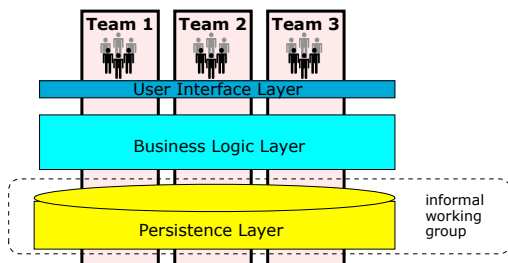 Team 1 Team 2 Team 3
User Interface Layer
Business Logic Layer
Persistence Layer
informal
working
group